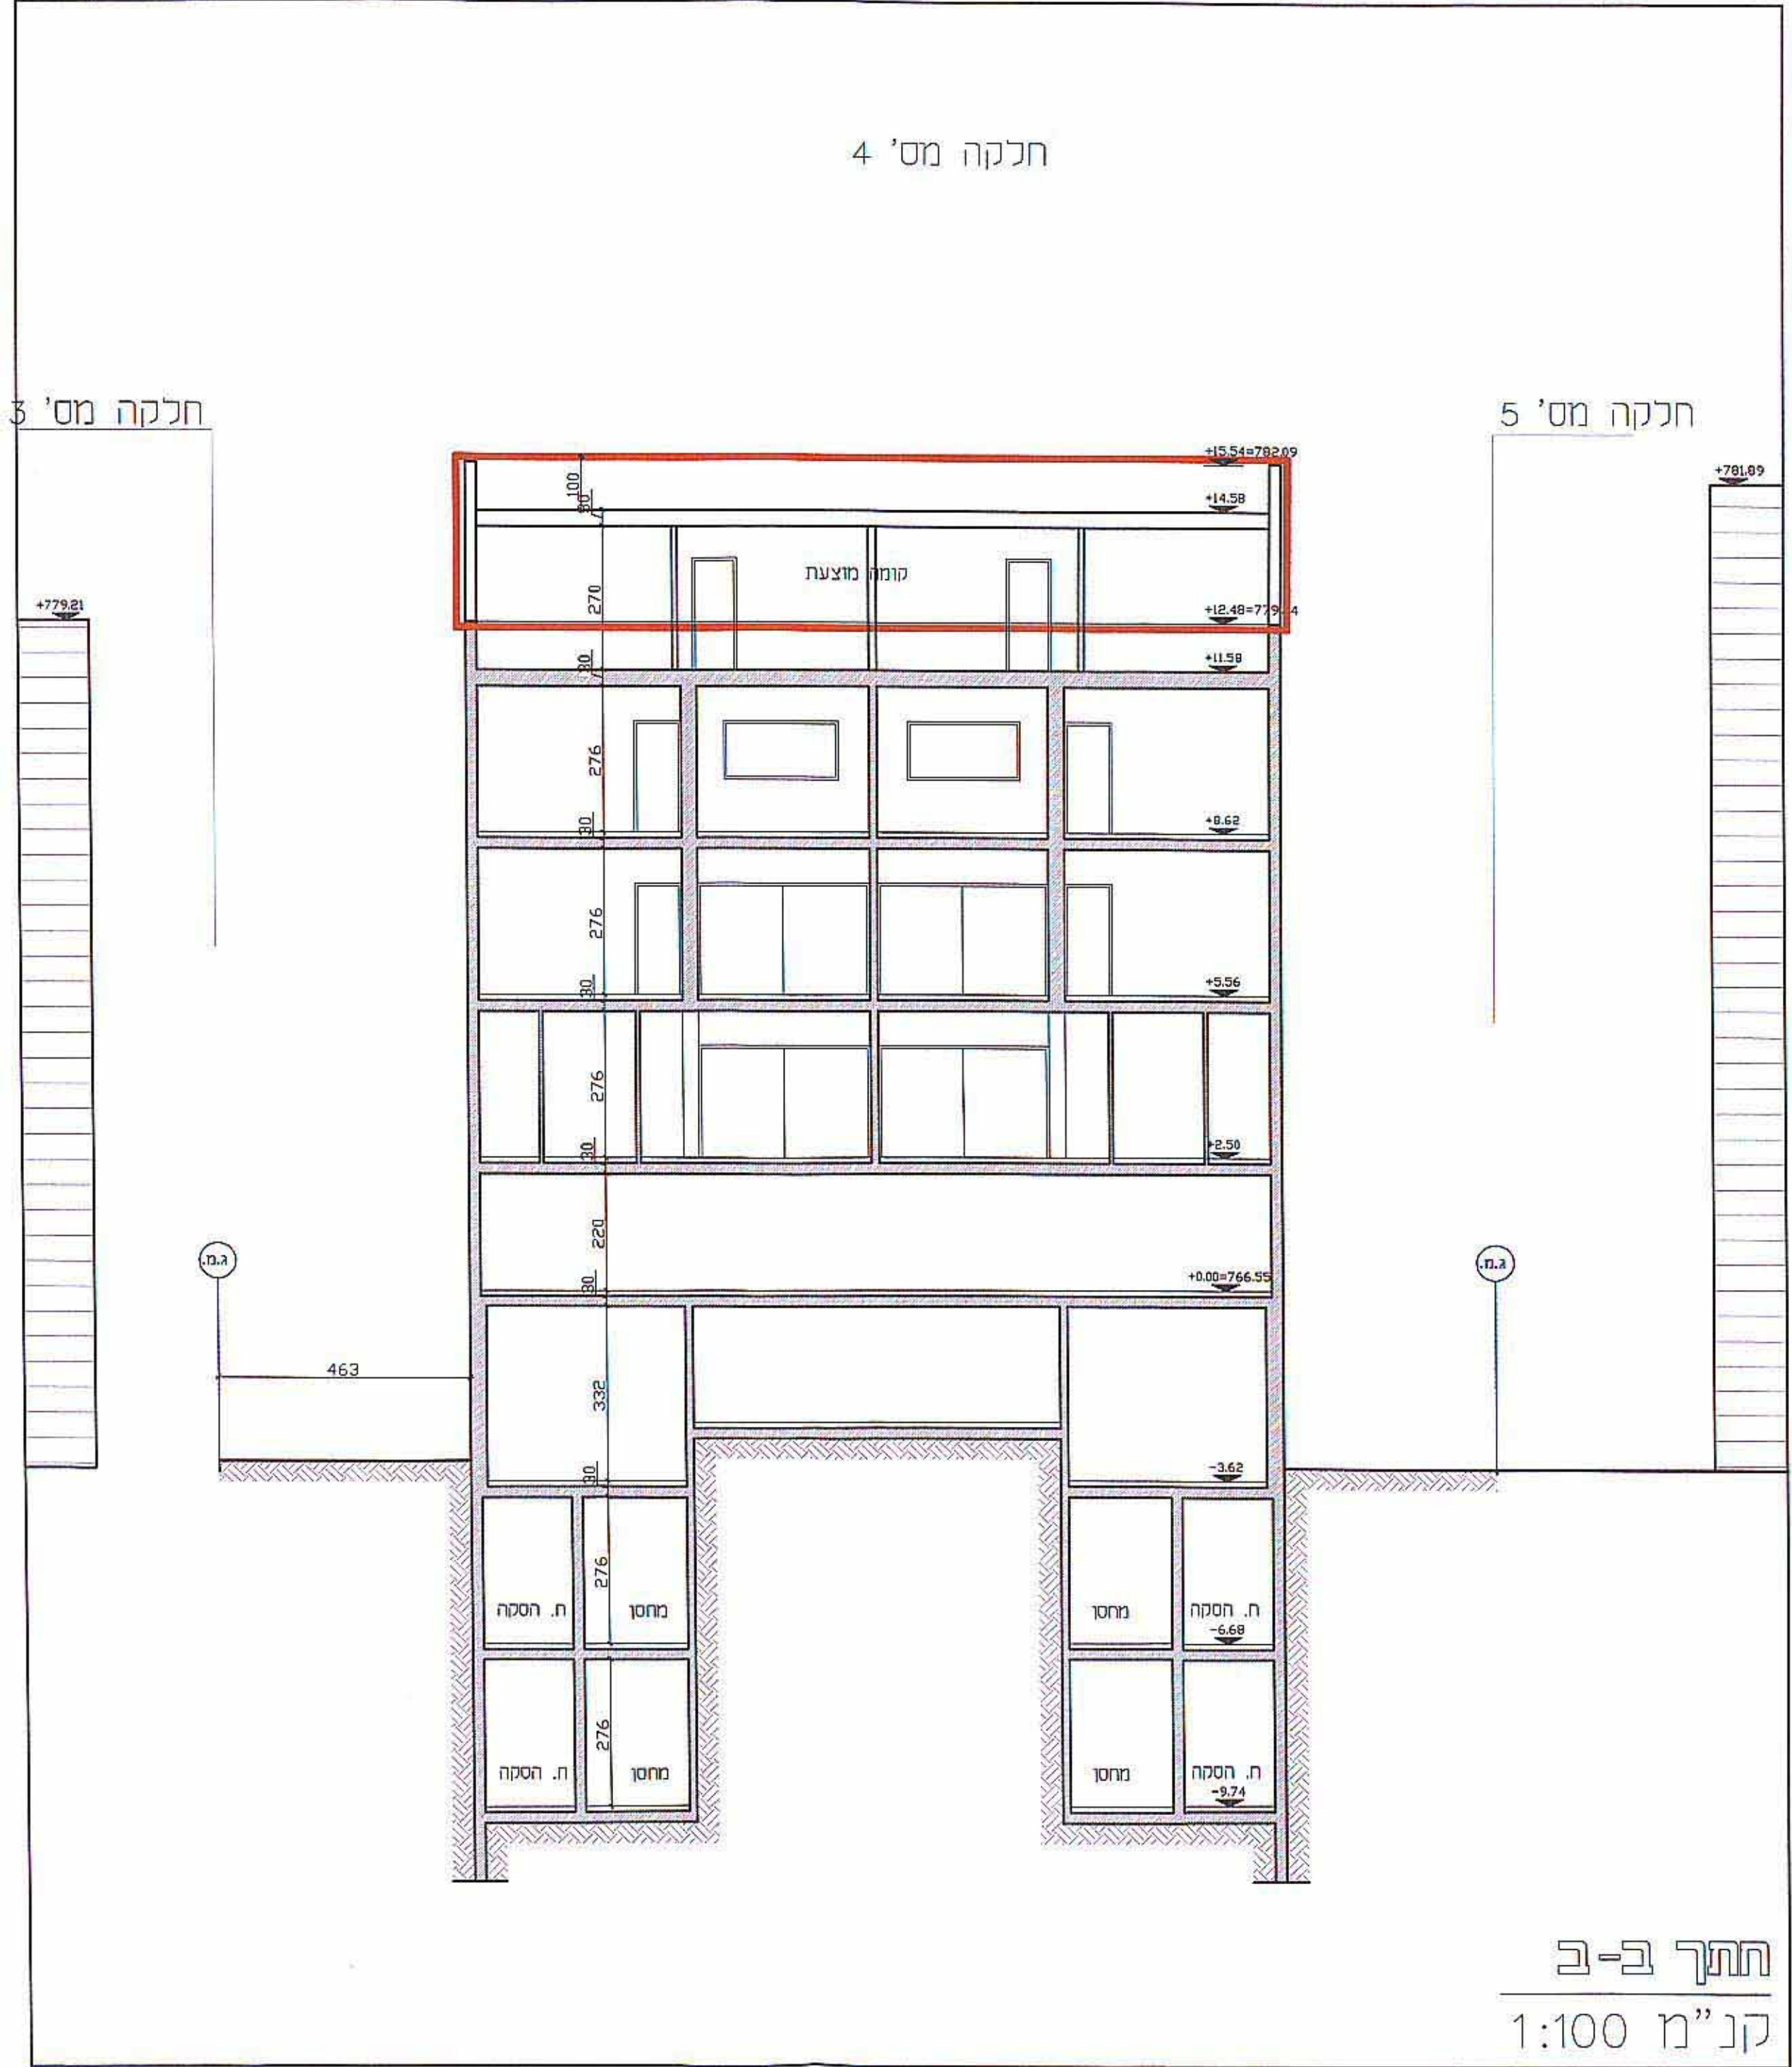 חלקה מס' 4
חלקה מס' 3
חלקה מס' 5
+15.54=782.09
+781.89
100
30
+14.58
קומה מוצעת
270
+779.21
+11.58
30
276
+8.62
30
276
+5.56
30
276
+2.50
30
220
ג.מ.
ג.מ.
+0.00=766.55
30
463
332
-3.62
30
276
ח. הסקה
מחסן
מחסן
ח. הסקה
-6.68
276
ח. הסקה
מחסן
מחסן
ח. הסקה
-9.74
חתך ב-ב
קנ"מ 1:100